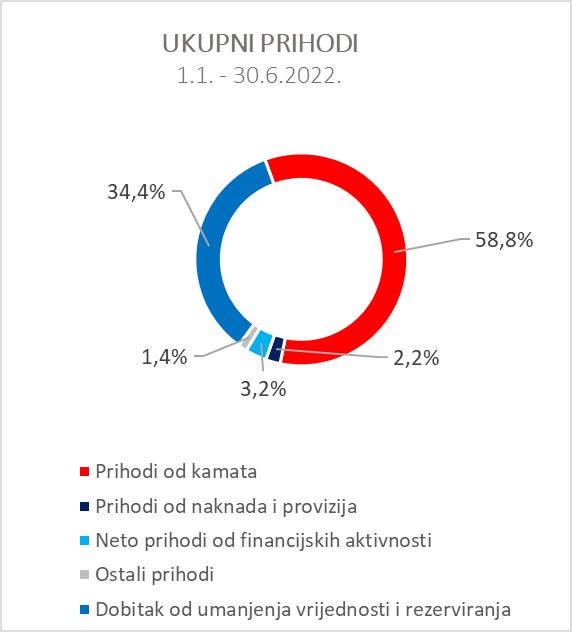 UKUPNI PRIHODI
1.1. - 30.6.2022.
34,4%
58,8%
1,4%
2,2%
3,2%
Prihodi od kamata
Prihodi od naknada i provizija
Neto prihodi od financijskih aktivnosti
Ostali prihodi
Dobitak od umanjenja vrijednosti i rezerviranja